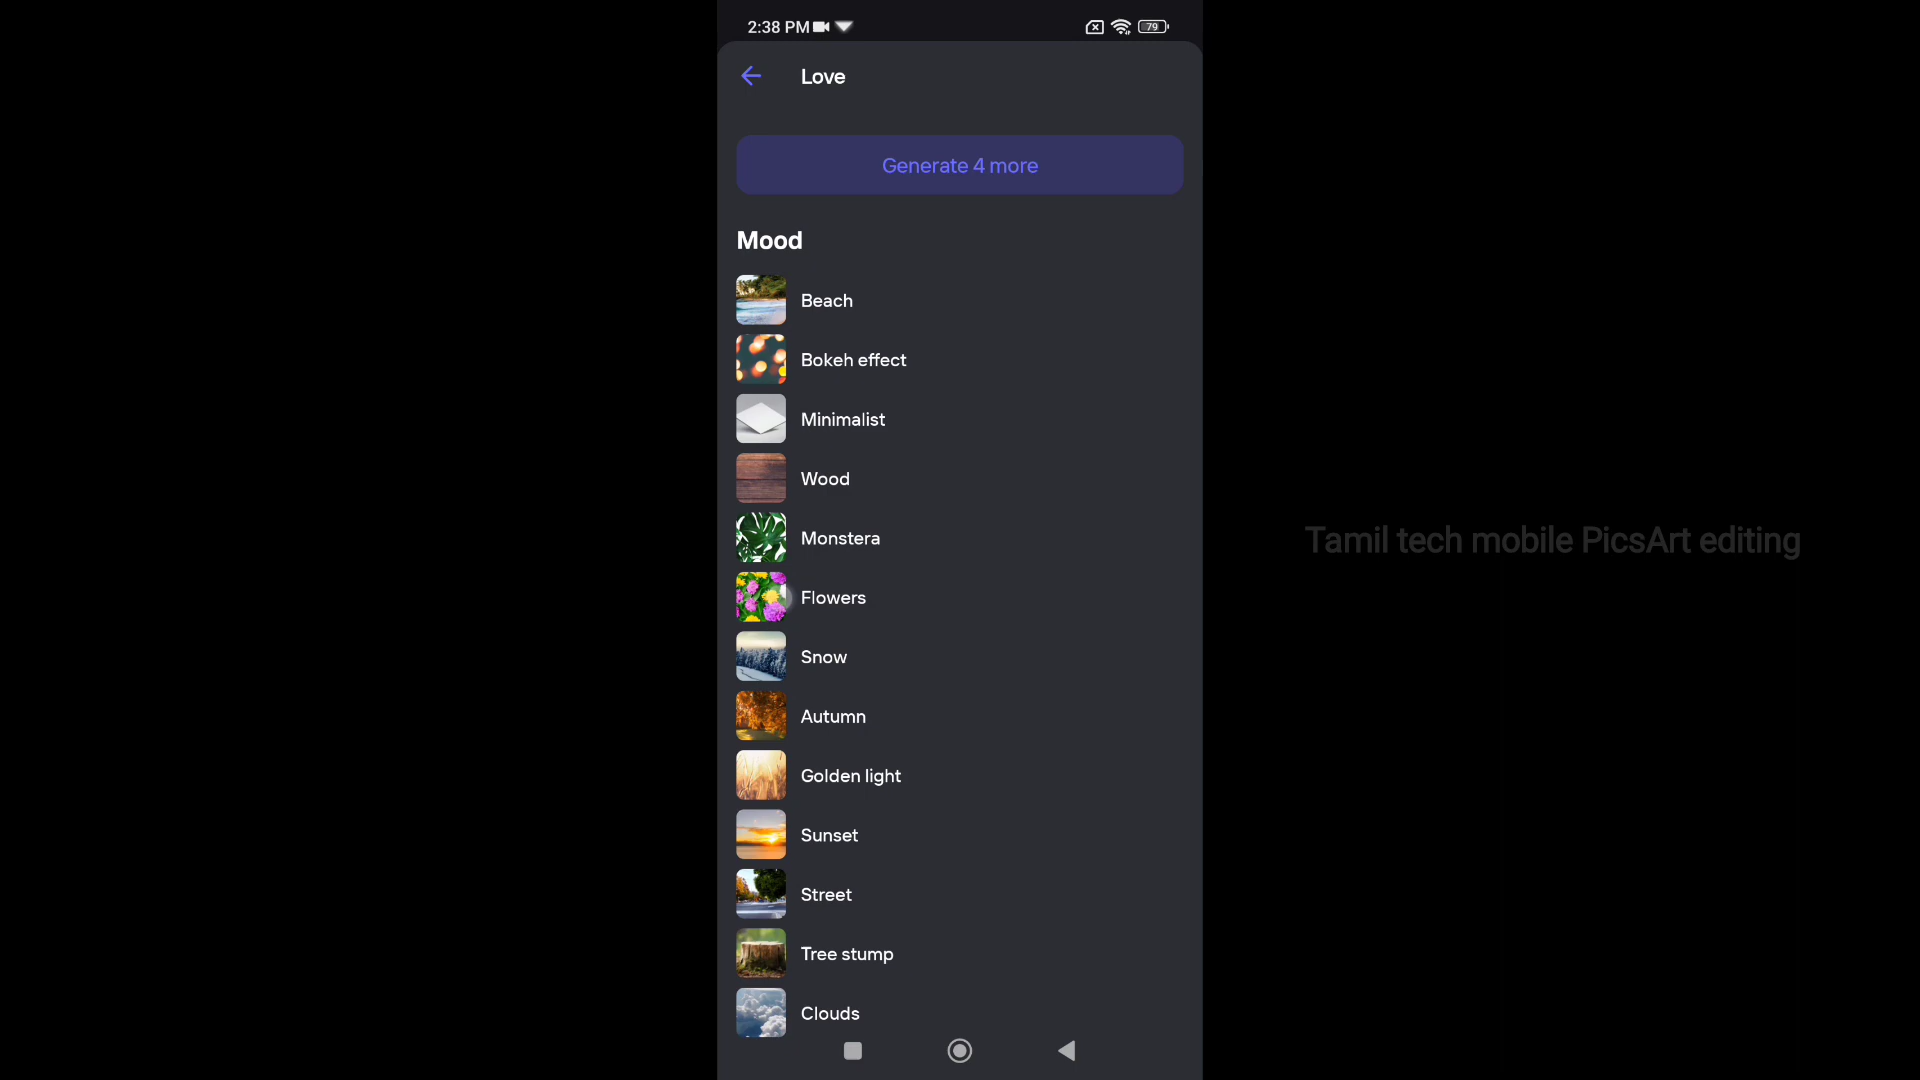 2:38 PM
79
Love
Generate 4 more
Mood
Beach
Bokeh effect
Minimalist
Wood
Monstera
Flowers
Snow
Autumn
Golden light
Sunset
Street
Tree stump
Clouds
Tamil tech mobile PicsArt editing